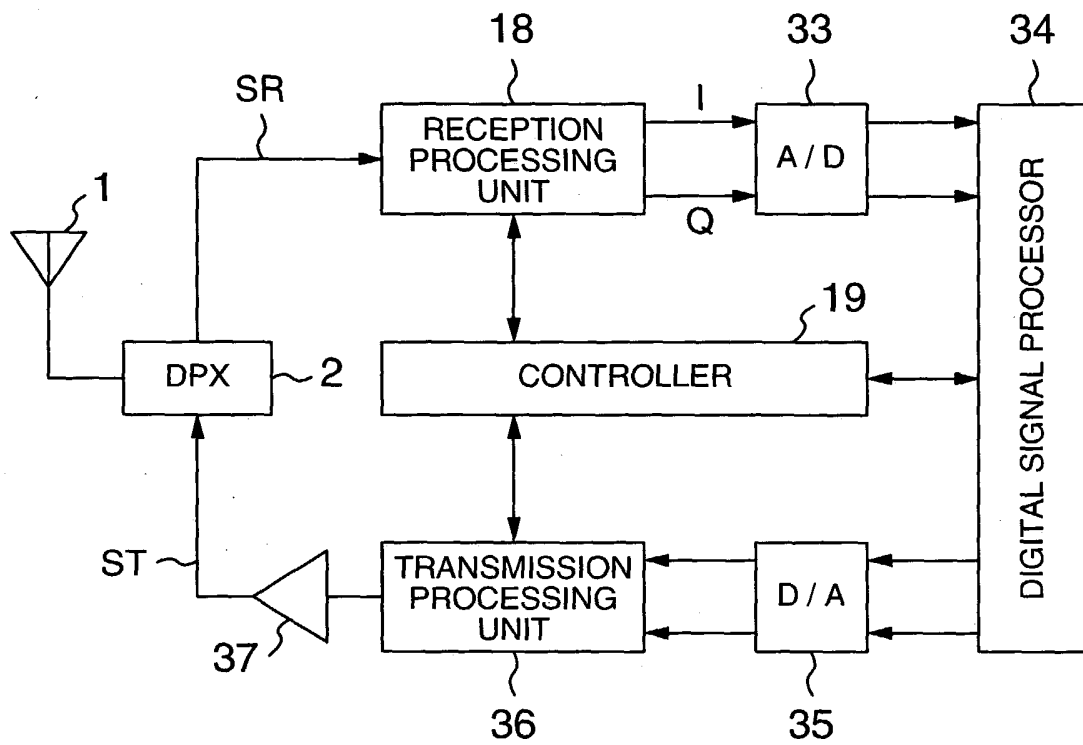 18
33
34
SR
I
RECEPTION
PROCESSING
UNIT
A / D
Q
1
19
DPX
2
CONTROLLER
DIGITAL SIGNAL PROCESSOR
ST
TRANSMISSION
PROCESSING
UNIT
D / A
37
36
35